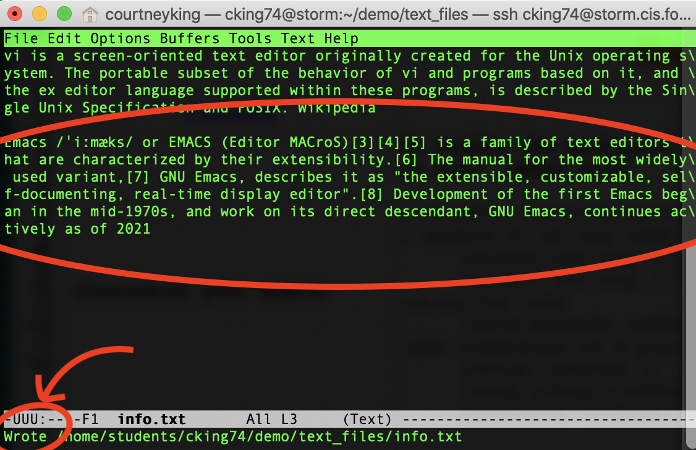 courtneyking — cking74@storm:~/demo/text_files — ssh cking74@storm.cis.fo...
File Edit Options Buffers Tools Text Help
vi is a screen-oriented text editor originally created for the Unix operating s\
ystem. The portable subset of the behavior of vi and programs based on it, and \
the ex editor language supported within these programs, is described by the Sin\
gle Unix Specification and POSIX. Wikipedia
Emacs /ˈiːmæks/ or EMACS (Editor MACroS)[3][4][5] is a family of text editors t\
hat are characterized by their extensibility.[6] The manual for the most widely\
used variant,[7] GNU Emacs, describes it as "the extensible, customizable, sel\
f-documenting, real-time display editor".[8] Development of the first Emacs beg\
an in the mid-1970s, and work on its direct descendant, GNU Emacs, continues ac\
tively as of 2021
-UUU:----F1  info.txt       All L3     (Text) ----------------------------------
Wrote /home/students/cking74/demo/text_files/info.txt